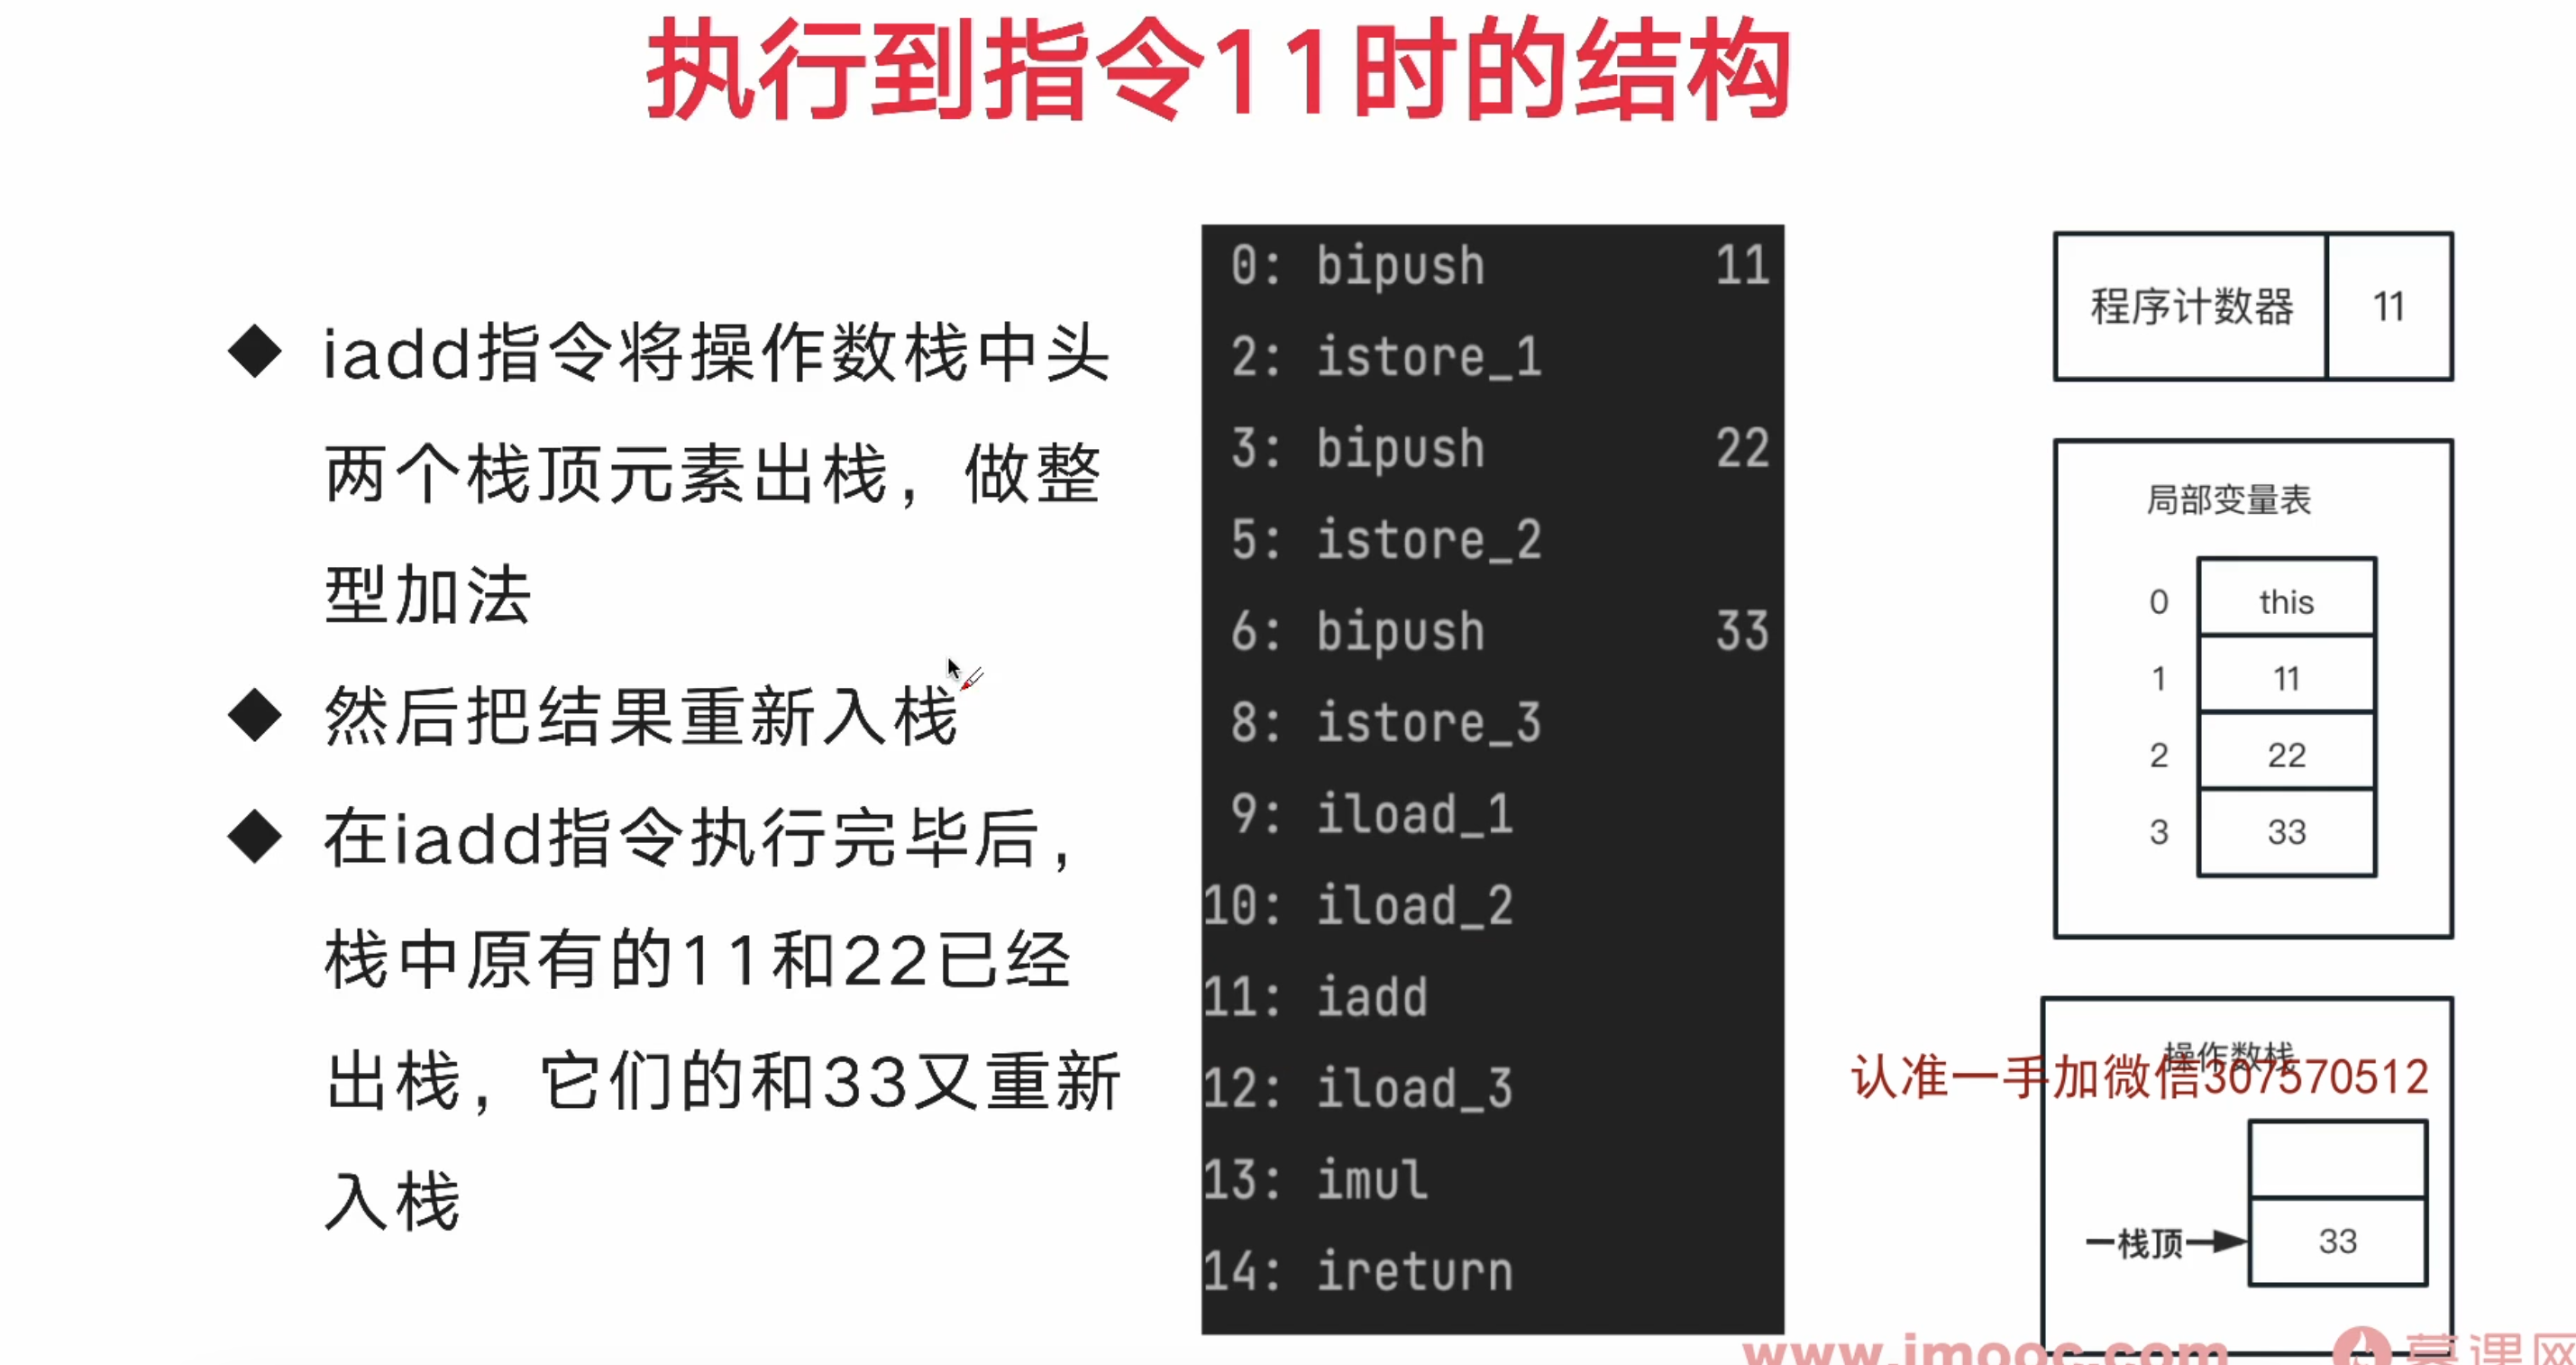 执行到指令11时的结构
◆ iadd指令将操作数栈中头
两个栈顶元素出栈，做整
型加法
◆ 然后把结果重新入栈
◆ 在iadd指令执行完毕后，
栈中原有的11和22已经
出栈，它们的和33又重新
入栈
0: bipush 11
2: istore_1
3: bipush 22
5: istore_2
6: bipush 33
8: istore_3
9: iload_1
10: iload_2
11: iadd
12: iload_3
13: imul
14: ireturn
程序计数器 11
局部变量表
0 this
1 11
2 22
3 33
操作数栈
认准一手加微信307570512
栈顶 33
www.imooc.com 慕课网